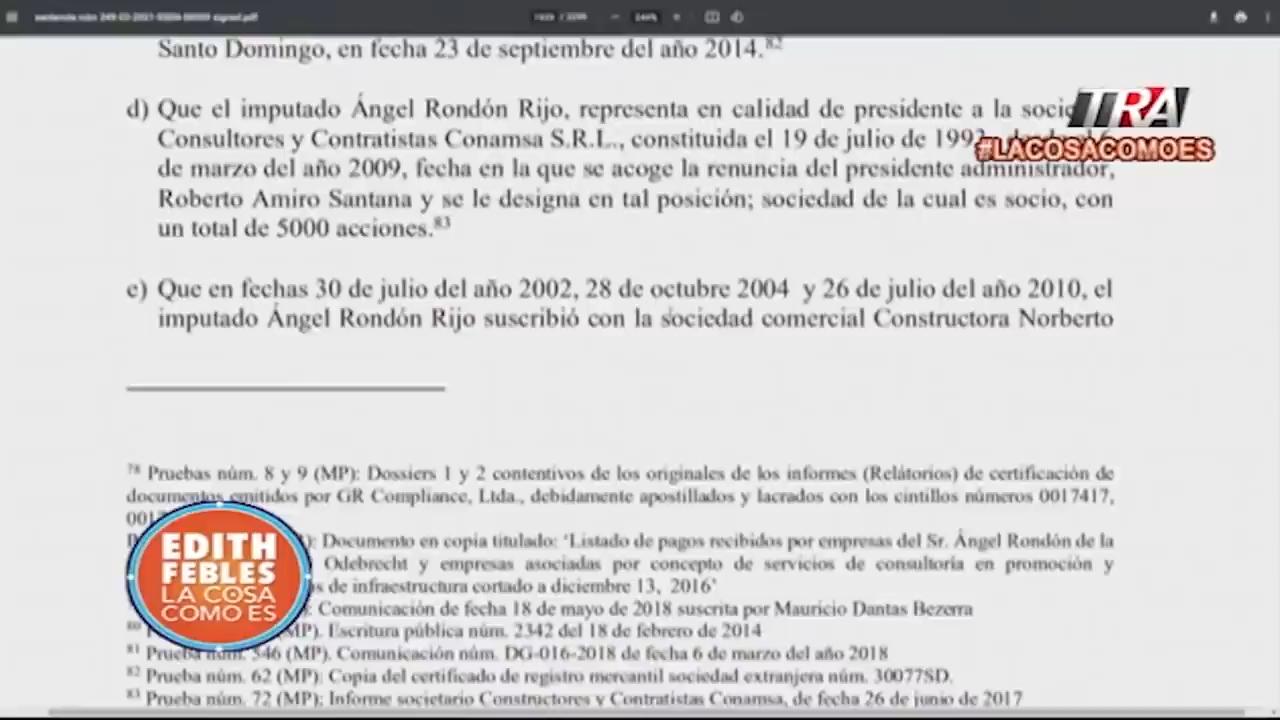 Santo Domingo, en fecha 23 de septiembre del año 2014.82
d) Que el imputado Ángel Rondón Rijo, representa en calidad de presidente a la
TRA
Consultores y Contratistas Conamsa S.R.L., constituida el 19 de julio de
#LACOSACOMOES
de marzo del año 2009, fecha en la que se acoge la renuncia del presidente administrador,
Roberto Amiro Santana y se le designa en tal posición; sociedad de la cual es socio, con
un total de 5000 acciones.83
e) Que en fechas 30 de julio del año 2002, 28 de octubre 2004 y 26 de julio del año 2010, el
imputado Ángel Rondón Rijo suscribió con la sociedad comercial Constructora Norberto
78 Pruebas núm. 8 y 9 (MP): Dossiers 1 y 2 contentivos de los originales de los informes (Relátorios) de certificación de
documentos emitidos por GR Compliance, Ltda., debidamente apostillados y lacrados con los cintillos números 0017417,
Documento en copia titulado: ‘Listado de pagos recibidos por empresas del Sr. Ángel Rondón de la
Odebrecht y empresas asociadas por concepto de servicios de consultoría en promoción y
de infraestructura cortado a diciembre 13, 2016’
Comunicación de fecha 18 de mayo de 2018 suscrita por Mauricio Dantas Bezerra
(MP). Escritura pública núm. 2342 del 18 de febrero de 2014
81 Prueba núm. 546 (MP). Comunicación núm. DG-016-2018 de fecha 6 de marzo del año 2018
82 Prueba núm. 62 (MP): Copia del certificado de registro mercantil sociedad extranjera núm. 30077SD.
83 Prueba núm. 72 (MP): Informe societario Constructores y Contratistas Conamsa, de fecha 26 de junio de 2017
EDITH
FEBLES
LA COSA
COMO ES